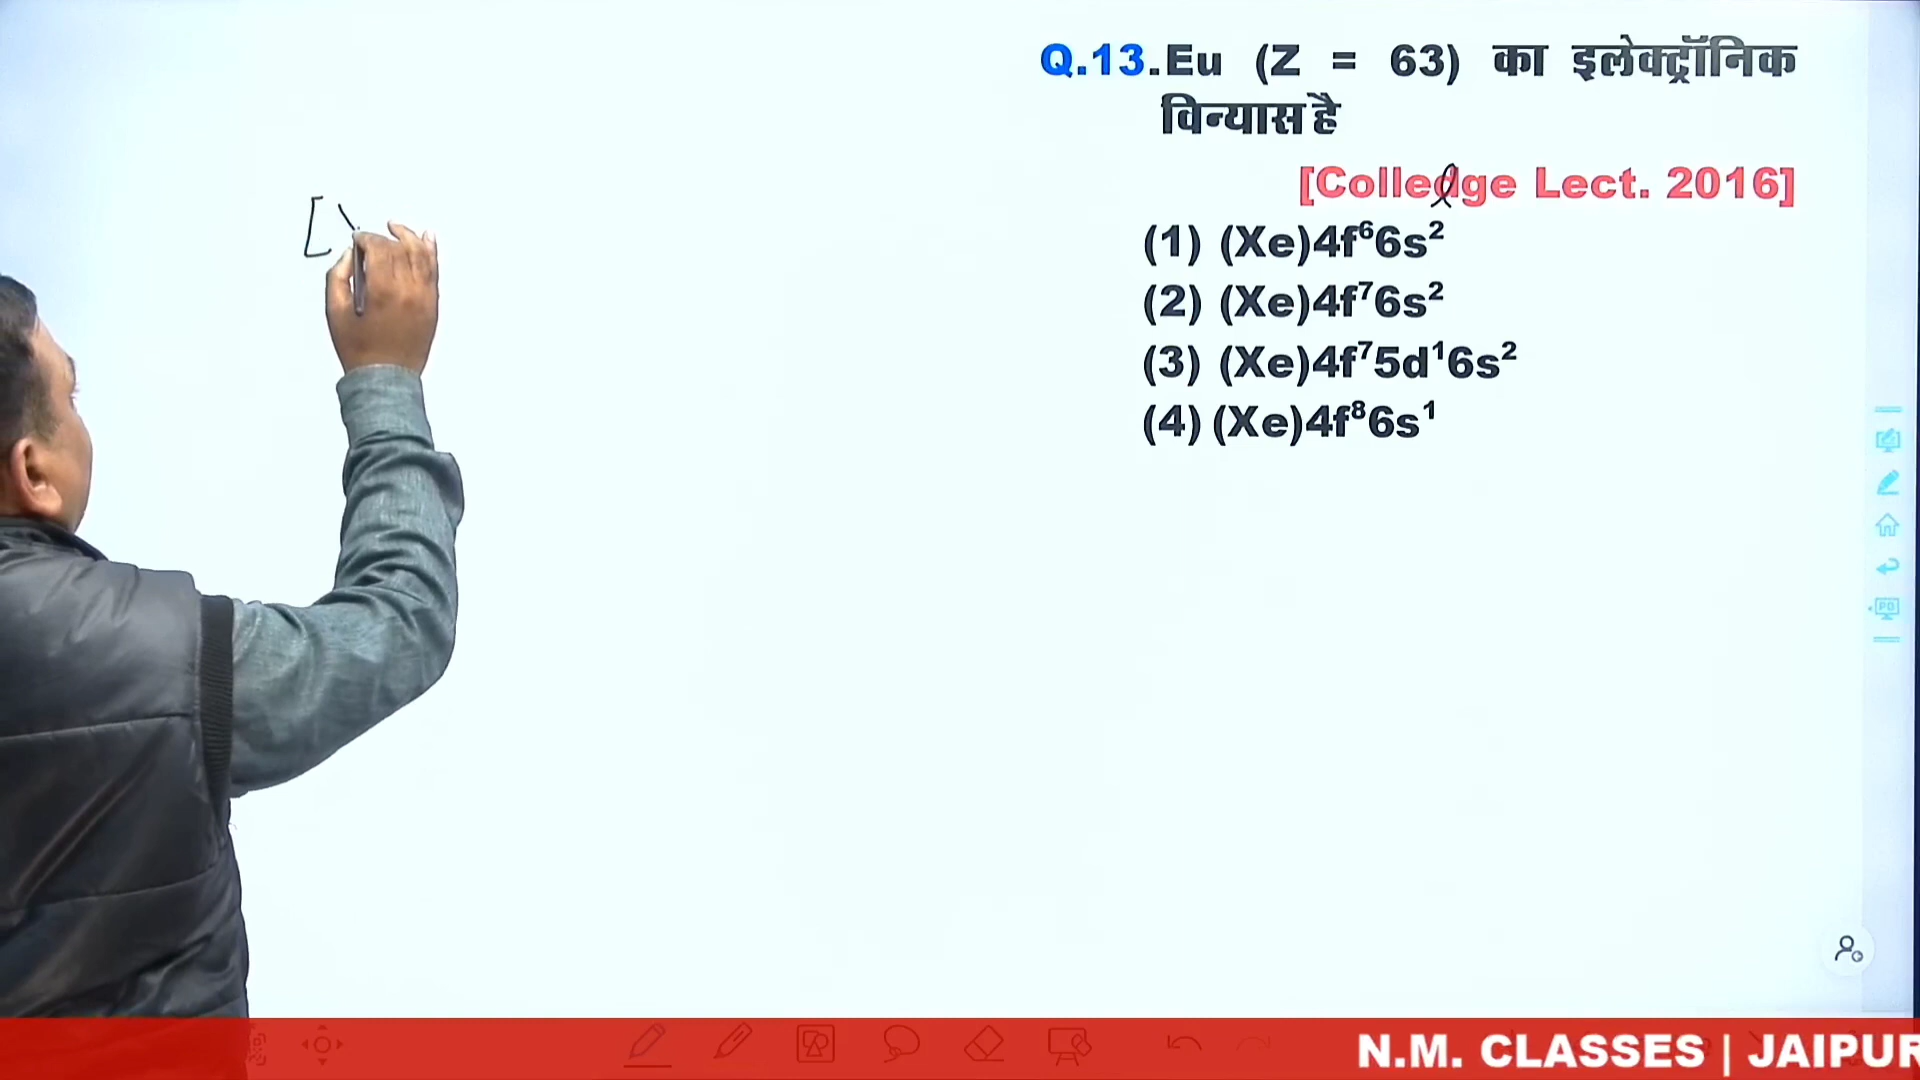 Q.13.Eu (Z = 63) का इलेक्ट्रॉनिक
विन्यास है
[Colledge Lect. 2016]
(1) (Xe)4f⁶6s²
(2) (Xe)4f⁷6s²
(3) (Xe)4f⁷5d¹6s²
(4) (Xe)4f⁸6s¹
N.M. CLASSES | JAIPUR